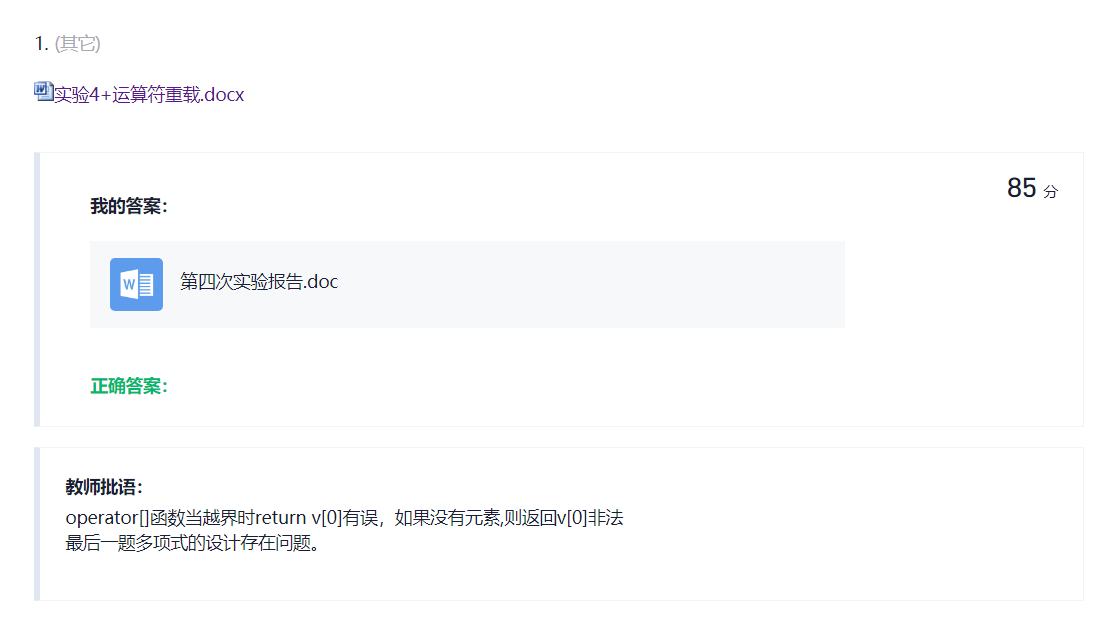 1. (其它)
实验4+运算符重载.docx
85 分
我的答案：
W 第四次实验报告.doc
正确答案：
教师批语：
operator[]函数当越界时return v[0]有误，如果没有元素,则返回v[0]非法
最后一题多项式的设计存在问题。